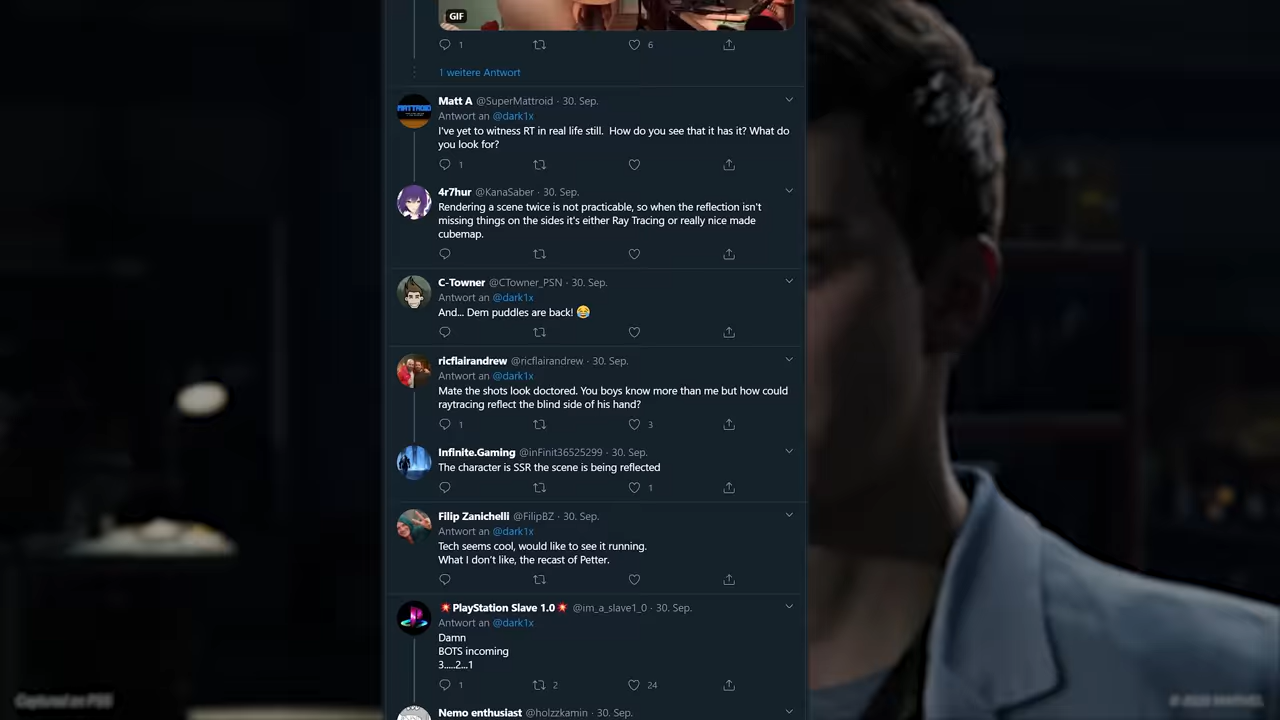 GIF
1
6
1 weitere Antwort
MATTROID
Matt A @SuperMattroid · 30. Sep.
Antwort an @dark1x
I've yet to witness RT in real life still. How do you see that it has it? What do
you look for?
1
4r7hur @KanaSaber · 30. Sep.
Rendering a scene twice is not practicable, so when the reflection isn't
missing things on the sides it's either Ray Tracing or really nice made
cubemap.
C-Towner @CTowner_PSN · 30. Sep.
Antwort an @dark1x
And... Dem puddles are back! 😂
ricflairandrew @ricflairandrew · 30. Sep.
Antwort an @dark1x
Mate the shots look doctored. You boys know more than me but how could
raytracing reflect the blind side of his hand?
1
3
Infinite.Gaming @inFinit36525299 · 30. Sep.
The character is SSR the scene is being reflected
1
Filip Zanichelli @FilipBZ · 30. Sep.
Antwort an @dark1x
Tech seems cool, would like to see it running.
What I don't like, the recast of Petter.
💥PlayStation Slave 1.0💥 @im_a_slave1_0 · 30. Sep.
Antwort an @dark1x
Damn
BOTS incoming
3.....2...1
1
2
24
Nemo enthusiast @holzzkamin · 30. Sep.
Captured on PS5
© 2020 MARVEL